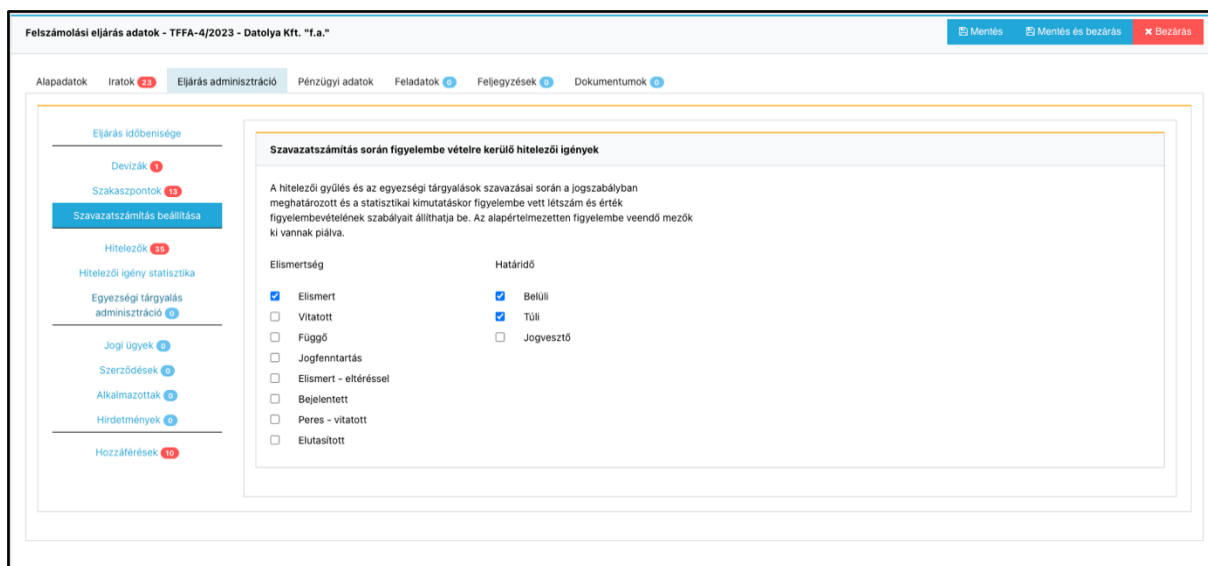 Felszámolási eljárás adatok - TFFA-4/2023 - Datolya Kft. "f.a."
Mentés
Mentés és bezárás
Bezárás
Alapadatok
Iratok 23
Eljárás adminisztráció
Pénzügyi adatok
Feladatok 0
Feljegyzések 0
Dokumentumok 0
Eljárás időbenisége
Devizák 1
Szakaszpontok 13
Szavazatszámítás beállítása
Hitelezők 35
Hitelezői igény statisztika
Egyezségi tárgyalás
adminisztráció 0
Jogi ügyek 0
Szerződések 0
Alkalmazottak 0
Hirdetmények 0
Hozzáférések 10
Szavazatszámítás során figyelembe vételre kerülő hitelezői igények
A hitelezői gyűlés és az egyezségi tárgyalások szavazásai során a jogszabályban
meghatározott és a statisztikai kimutatáskor figyelembe vett létszám és érték
figyelembevételének szabályait állíthatja be. Az alapértelmezetten figyelembe veendő mezők
ki vannak piálva.
Elismertség
Elismert
Vitatott
Függő
Jogfenntartás
Elismert - eltéréssel
Bejelentett
Peres - vitatott
Elutasított
Határidő
Belüli
Túli
Jogvesztő